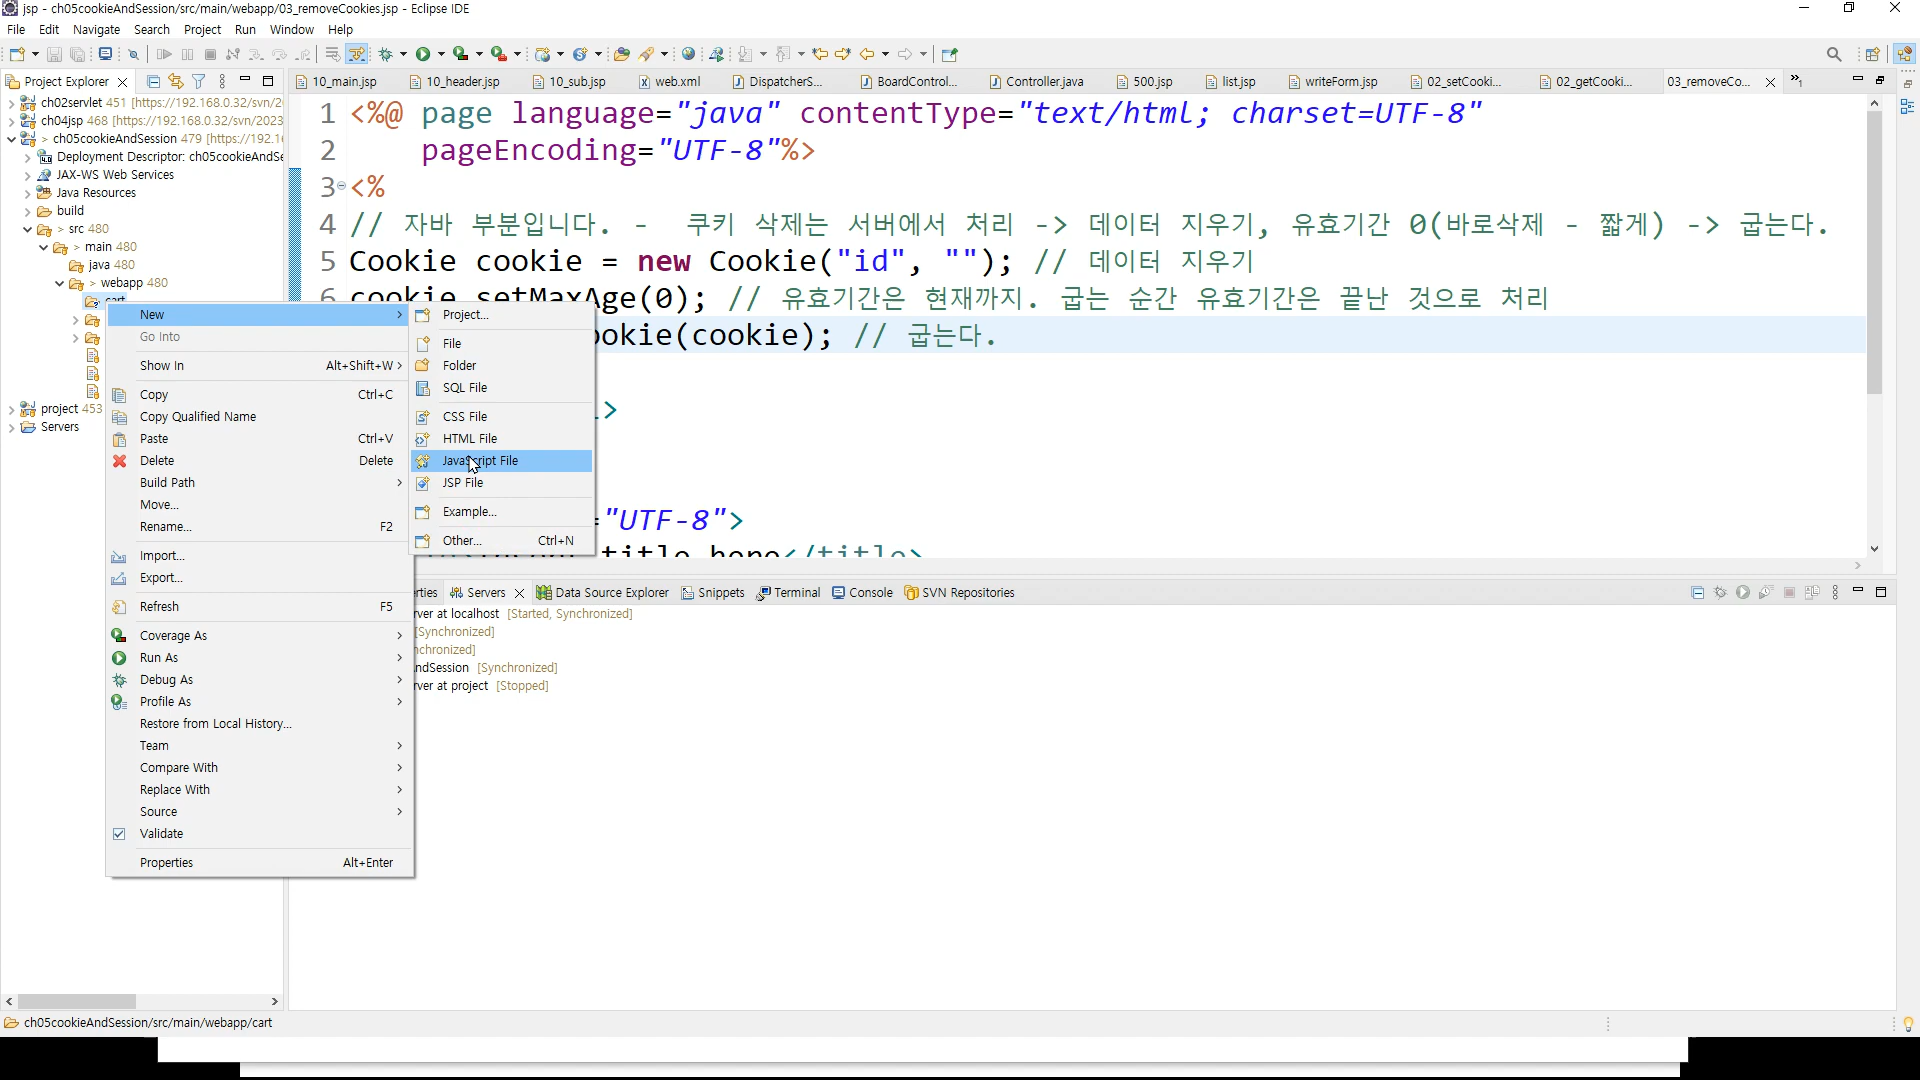 jsp - ch05cookieAndSession/src/main/webapp/03_removeCookies.jsp - Eclipse IDE
File Edit Navigate Search Project Run Window Help
Project Explorer
10_main.jsp 10_header.jsp 10_sub.jsp web.xml DispatcherS... BoardControl... Controller.java 500.jsp list.jsp writeForm.jsp 02_setCooki... 02_getCooki... 03_removeCo... »1
ch02servlet 451 [https://192.168.0.32/svn/2
ch04jsp 468 [https://192.168.0.32/svn/2023
> ch05cookieAndSession 479 [https://192.1
Deployment Descriptor: ch05cookieAndSe
JAX-WS Web Services
Java Resources
build
> src 480
> main 480
java 480
> webapp 480
cart
project 453
Servers
1 <%@ page language="java" contentType="text/html; charset=UTF-8"
2 pageEncoding="UTF-8"%>
3 <%
4 // 자바 부분입니다. - 쿠키 삭제는 서버에서 처리 -> 데이터 지우기, 유효기간 0(바로삭제 - 짧게) -> 굽는다.
5 Cookie cookie = new Cookie("id", ""); // 데이터 지우기
6 cookie.setMaxAge(0); // 유효기간은 현재까지. 굽는 순간 유효기간은 끝난 것으로 처리
ookie(cookie); // 굽는다.
>
"UTF-8">
title here</title>
New
Go Into
Show In Alt+Shift+W >
Copy Ctrl+C
Copy Qualified Name
Paste Ctrl+V
Delete Delete
Build Path
Move...
Rename... F2
Import...
Export...
Refresh F5
Coverage As
Run As
Debug As
Profile As
Restore from Local History...
Team
Compare With
Replace With
Source
Validate
Properties Alt+Enter
Project...
File
Folder
SQL File
CSS File
HTML File
JavaScript File
JSP File
Example...
Other... Ctrl+N
rties Servers Data Source Explorer Snippets Terminal Console SVN Repositories
rver at localhost [Started, Synchronized]
[Synchronized]
nchronized]
AndSession [Synchronized]
rver at project [Stopped]
ch05cookieAndSession/src/main/webapp/cart